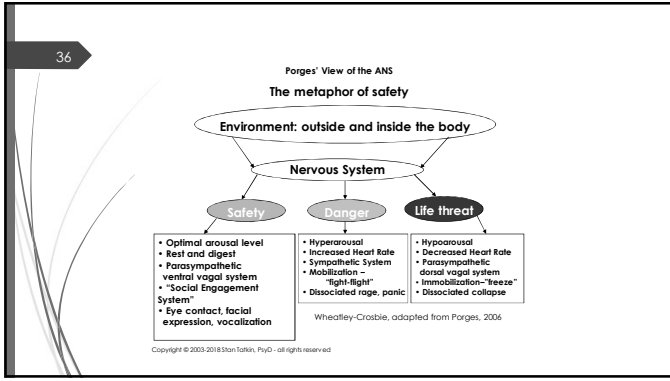 36
Porges' View of the ANS
The metaphor of safety
Environment: outside and inside the body
Nervous System
Safety
Danger
Life threat
• Optimal arousal level
• Rest and digest
• Parasympathetic
ventral vagal system
• "Social Engagement
System"
• Eye contact, facial
expression, vocalization
• Hyperarousal
• Increased Heart Rate
• Sympathetic System
• Mobilization –
"fight-flight"
• Dissociated rage, panic
• Hypoarousal
• Decreased Heart Rate
• Parasympathetic
dorsal vagal system
• Immobilization–"freeze"
• Dissociated collapse
Wheatley-Crosbie, adapted from Porges, 2006
Copyright © 2003-2018 Stan Tatkin, PsyD - all rights reserved